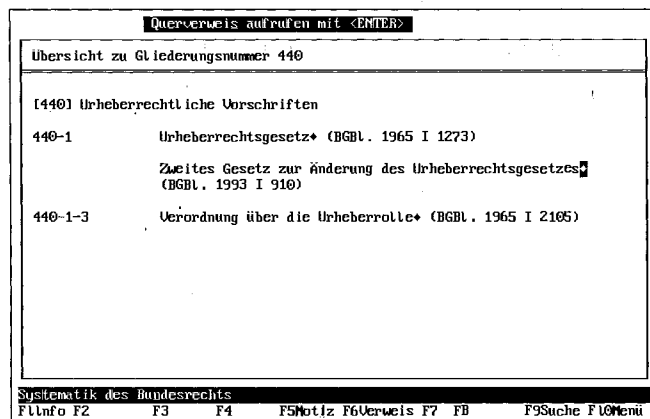 Querverweis aufrufen mit <ENTER>
Übersicht zu Gliederungsnummer 440
[440] Urheberrechtliche Vorschriften
440-1 Urheberrechtsgesetz♦ (BGBl. 1965 I 1273)
Zweites Gesetz zur Änderung des Urheberrechtsgesetzes♦
(BGBl. 1993 I 910)
440-1-3 Verordnung über die Urheberrolle♦ (BGBl. 1965 I 2105)
Systematik des Bundesrechts
F1Info F2 F3 F4 F5Notiz F6Verweis F7 F8 F9Suche F10Menü